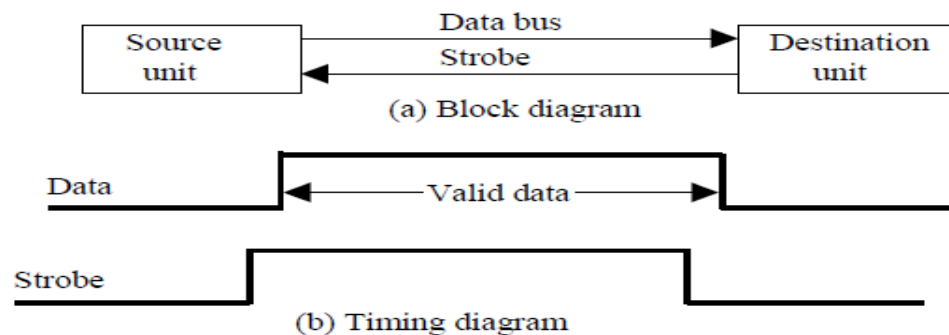 Source
unit
Data bus
Strobe
Destination
unit
(a) Block diagram
Data
Valid data
Strobe
(b) Timing diagram